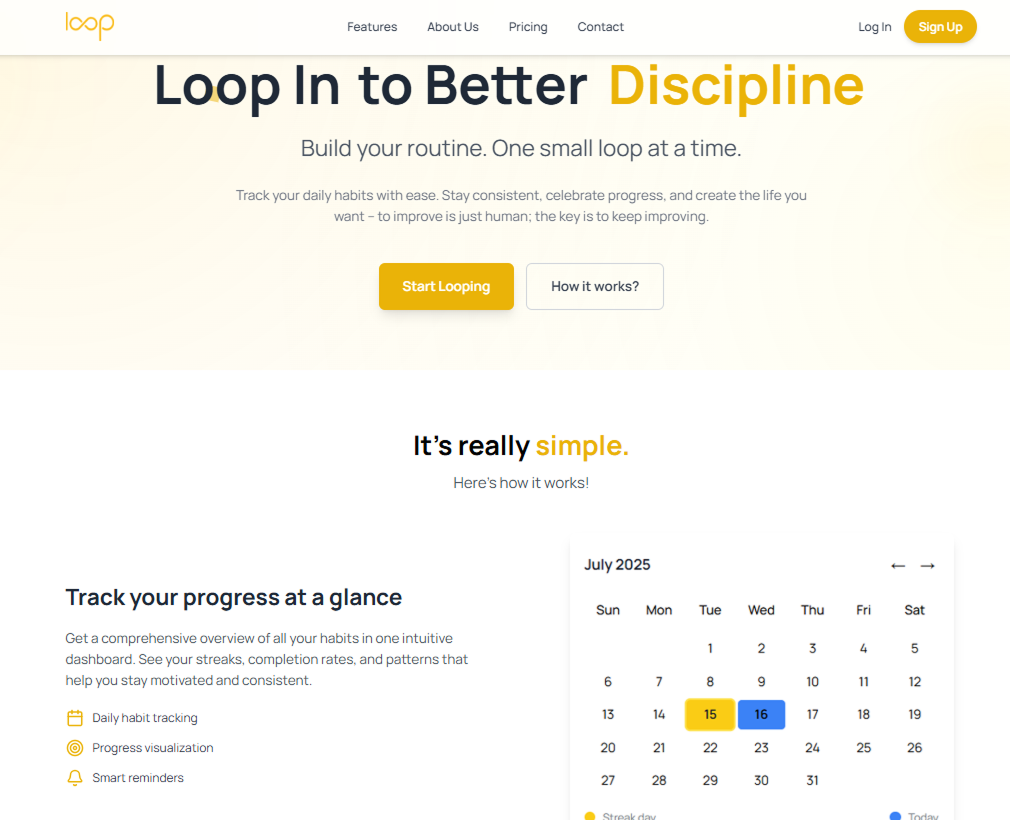 loop
Features About Us Pricing Contact
Log In Sign Up
Loop In to Better Discipline
Build your routine. One small loop at a time.
Track your daily habits with ease. Stay consistent, celebrate progress, and create the life you
want – to improve is just human; the key is to keep improving.
Start Looping How it works?
It's really simple.
Here's how it works!
Track your progress at a glance
Get a comprehensive overview of all your habits in one intuitive
dashboard. See your streaks, completion rates, and patterns that
help you stay motivated and consistent.
Daily habit tracking
Progress visualization
Smart reminders
July 2025 ← →
Sun Mon Tue Wed Thu Fri Sat
1 2 3 4 5
6 7 8 9 10 11 12
13 14 15 16 17 18 19
20 21 22 23 24 25 26
27 28 29 30 31
Streak day Today